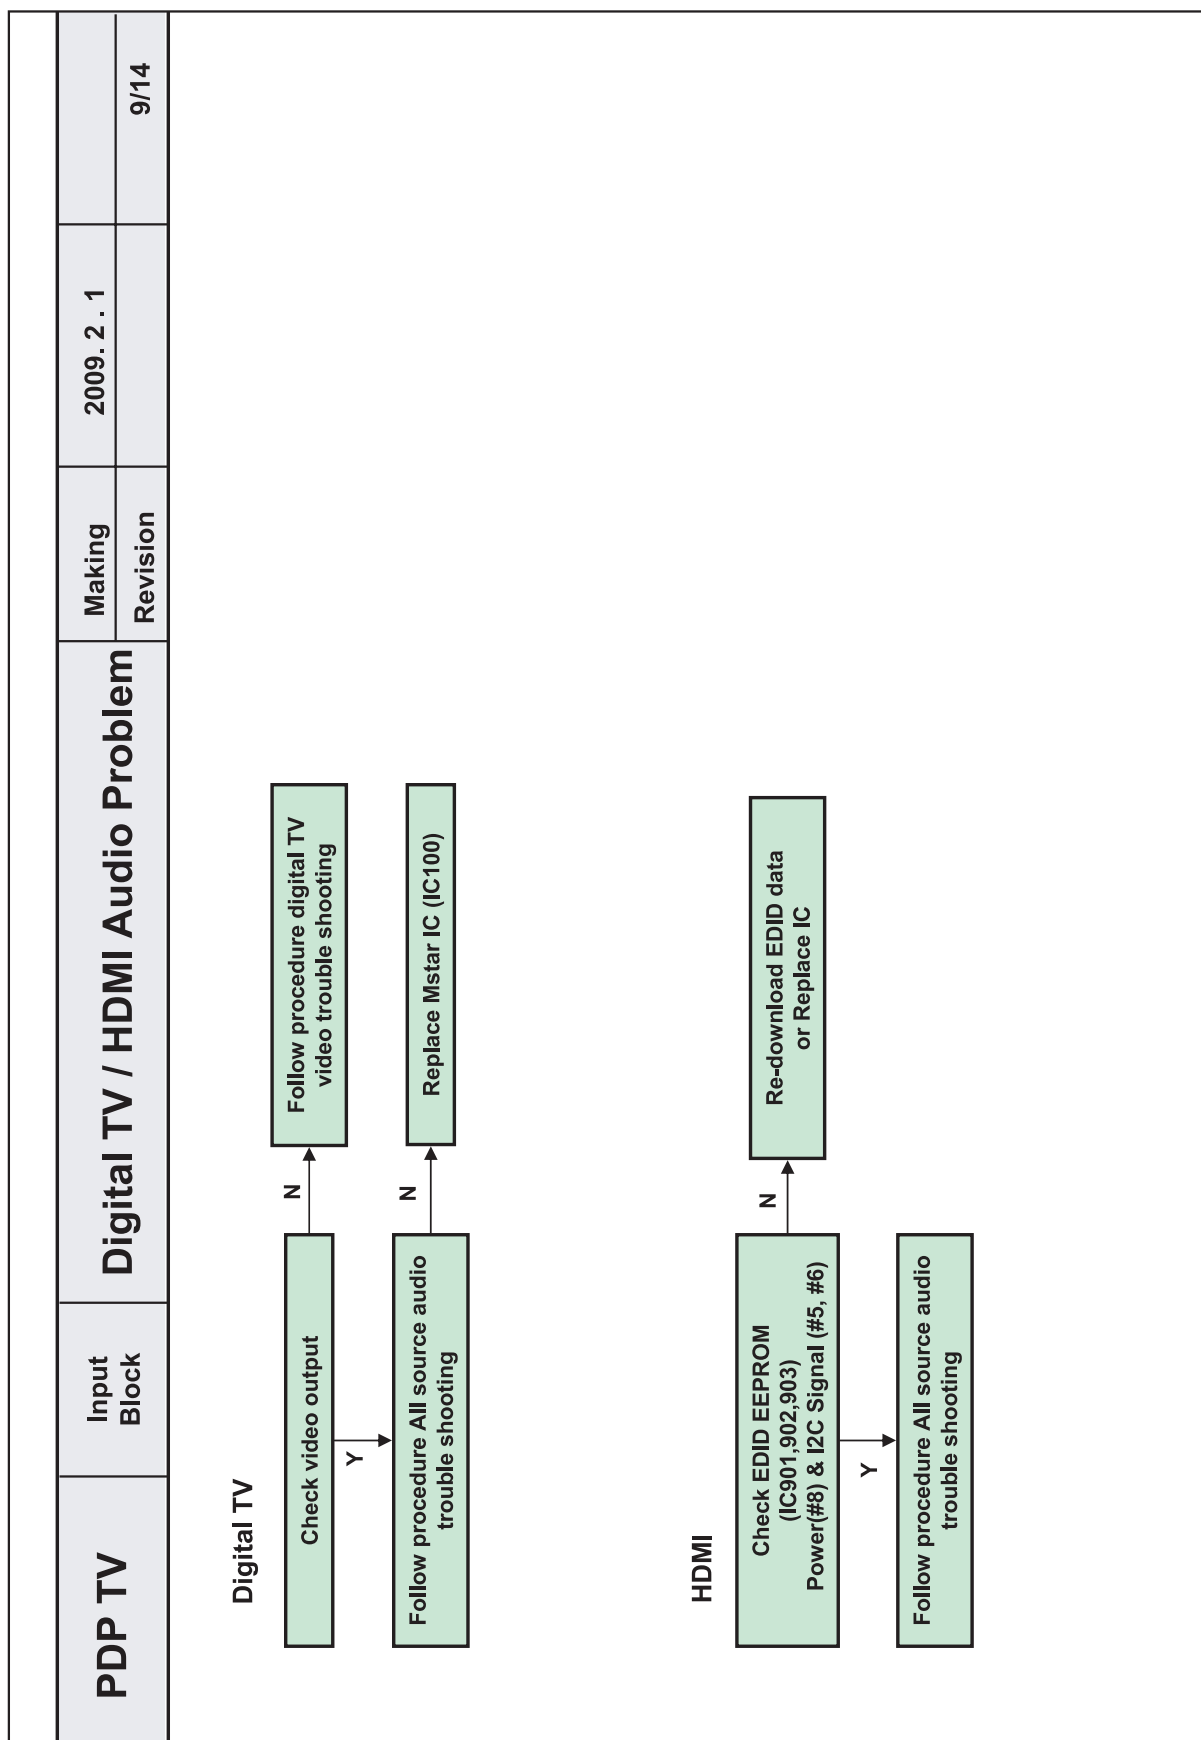 PDP TV
Input
Block
Digital TV / HDMI Audio Problem
Making
2009. 2 . 1
Revision
9/14
Digital TV
Check video output
N
Follow procedure digital TV
video trouble shooting
Y
Follow procedure All source audio
trouble shooting
N
Replace Mstar IC (IC100)
HDMI
Check EDID EEPROM
(IC901,902,903)
Power(#8) & I2C Signal (#5, #6)
N
Re-download EDID data
or Replace IC
Y
Follow procedure All source audio
trouble shooting